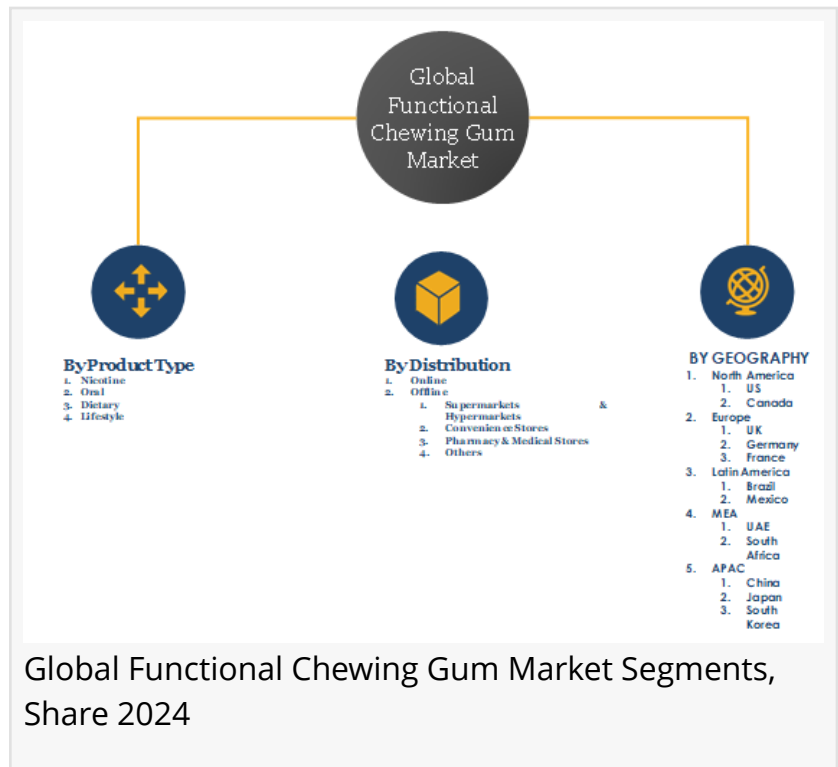 Global
Functional
Chewing Gum
Market
By Product Type
1. Nicotine
2. Oral
3. Dietary
4. Lifestyle
By Distribution
1. Online
2. Offline
1. Supermarkets &
Hypermarkets
2. Convenience Stores
3. Pharmacy & Medical Stores
4. Others
BY GEOGRAPHY
1. North America
1. US
2. Canada
2. Europe
1. UK
2. Germany
3. France
3. Latin America
1. Brazil
2. Mexico
4. MEA
1. UAE
2. South
Africa
5. APAC
1. China
2. Japan
3. South
Korea
Global Functional Chewing Gum Market Segments,
Share 2024